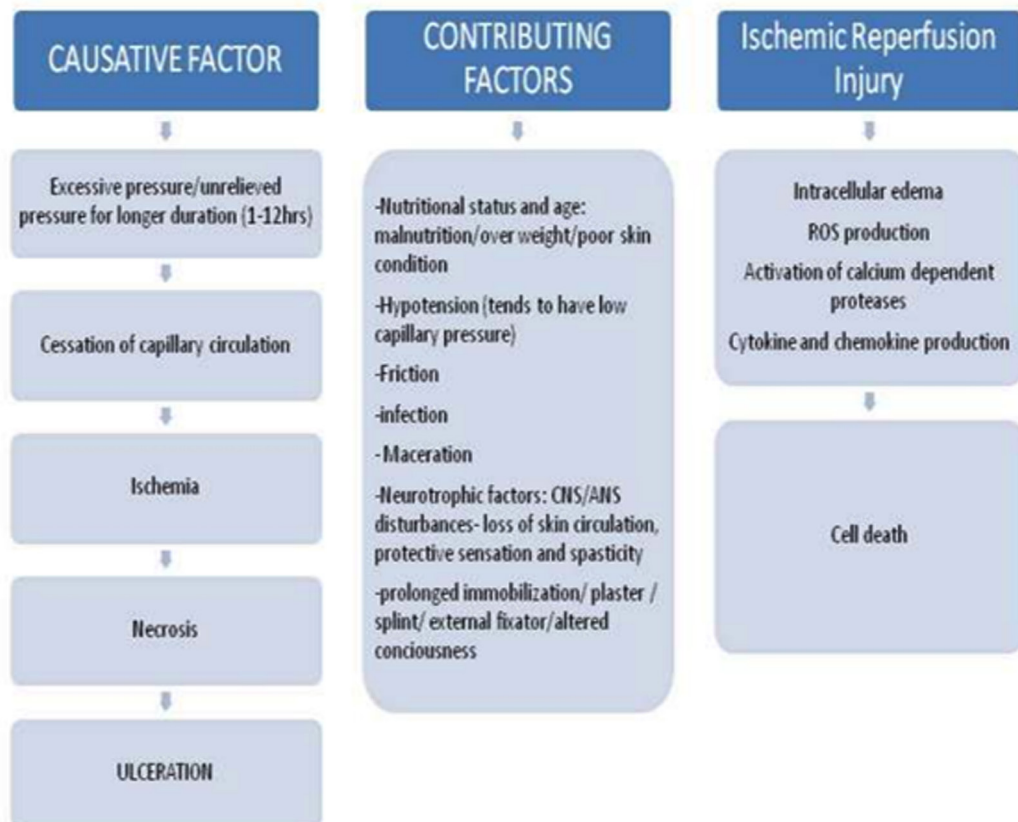 CAUSATIVE FACTOR
Excessive pressure/unrelieved
pressure for longer duration (1-12hrs)
Cessation of capillary circulation
Ischemia
Necrosis
ULCERATION
CONTRIBUTING
FACTORS
-Nutritional status and age:
malnutrition/over weight/poor skin
condition
-Hypotension (tends to have low
capillary pressure)
-Friction
-infection
- Maceration
-Neurotrophic factors: CNS/ANS
disturbances- loss of skin circulation,
protective sensation and spasticity
-prolonged immobilization/ plaster /
splint/ external fixator/altered
conciousness
Ischemic Reperfusion
Injury
Intracellular edema
ROS production
Activation of calcium dependent
proteases
Cytokine and chemokine production
Cell death